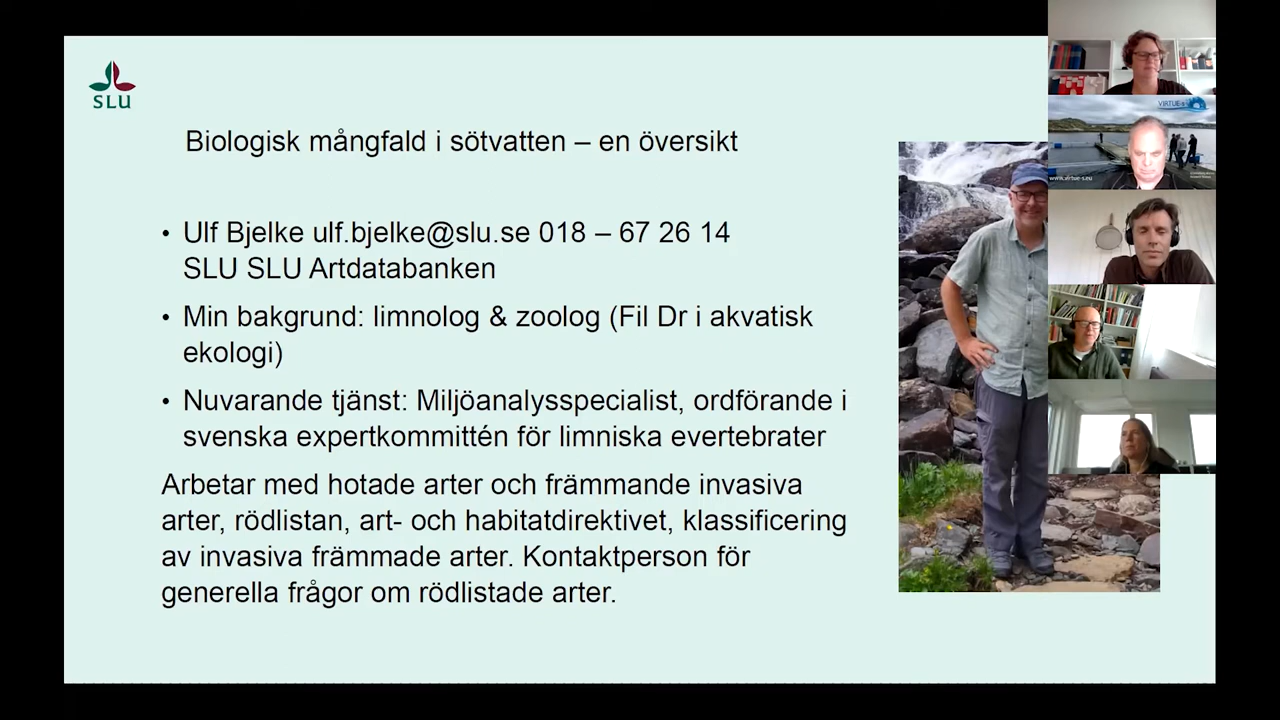 SLU
Biologisk mångfald i sötvatten – en översikt
• Ulf Bjelke ulf.bjelke@slu.se 018 – 67 26 14
SLU SLU Artdatabanken
• Min bakgrund: limnolog & zoolog (Fil Dr i akvatisk
ekologi)
• Nuvarande tjänst: Miljöanalysspecialist, ordförande i
svenska expertkommittén för limniska evertebrater
Arbetar med hotade arter och främmande invasiva
arter, rödlistan, art- och habitatdirektivet, klassificering
av invasiva främmade arter. Kontaktperson för
generella frågor om rödlistade arter.
VIRTUE-s
www.virtue-s.eu